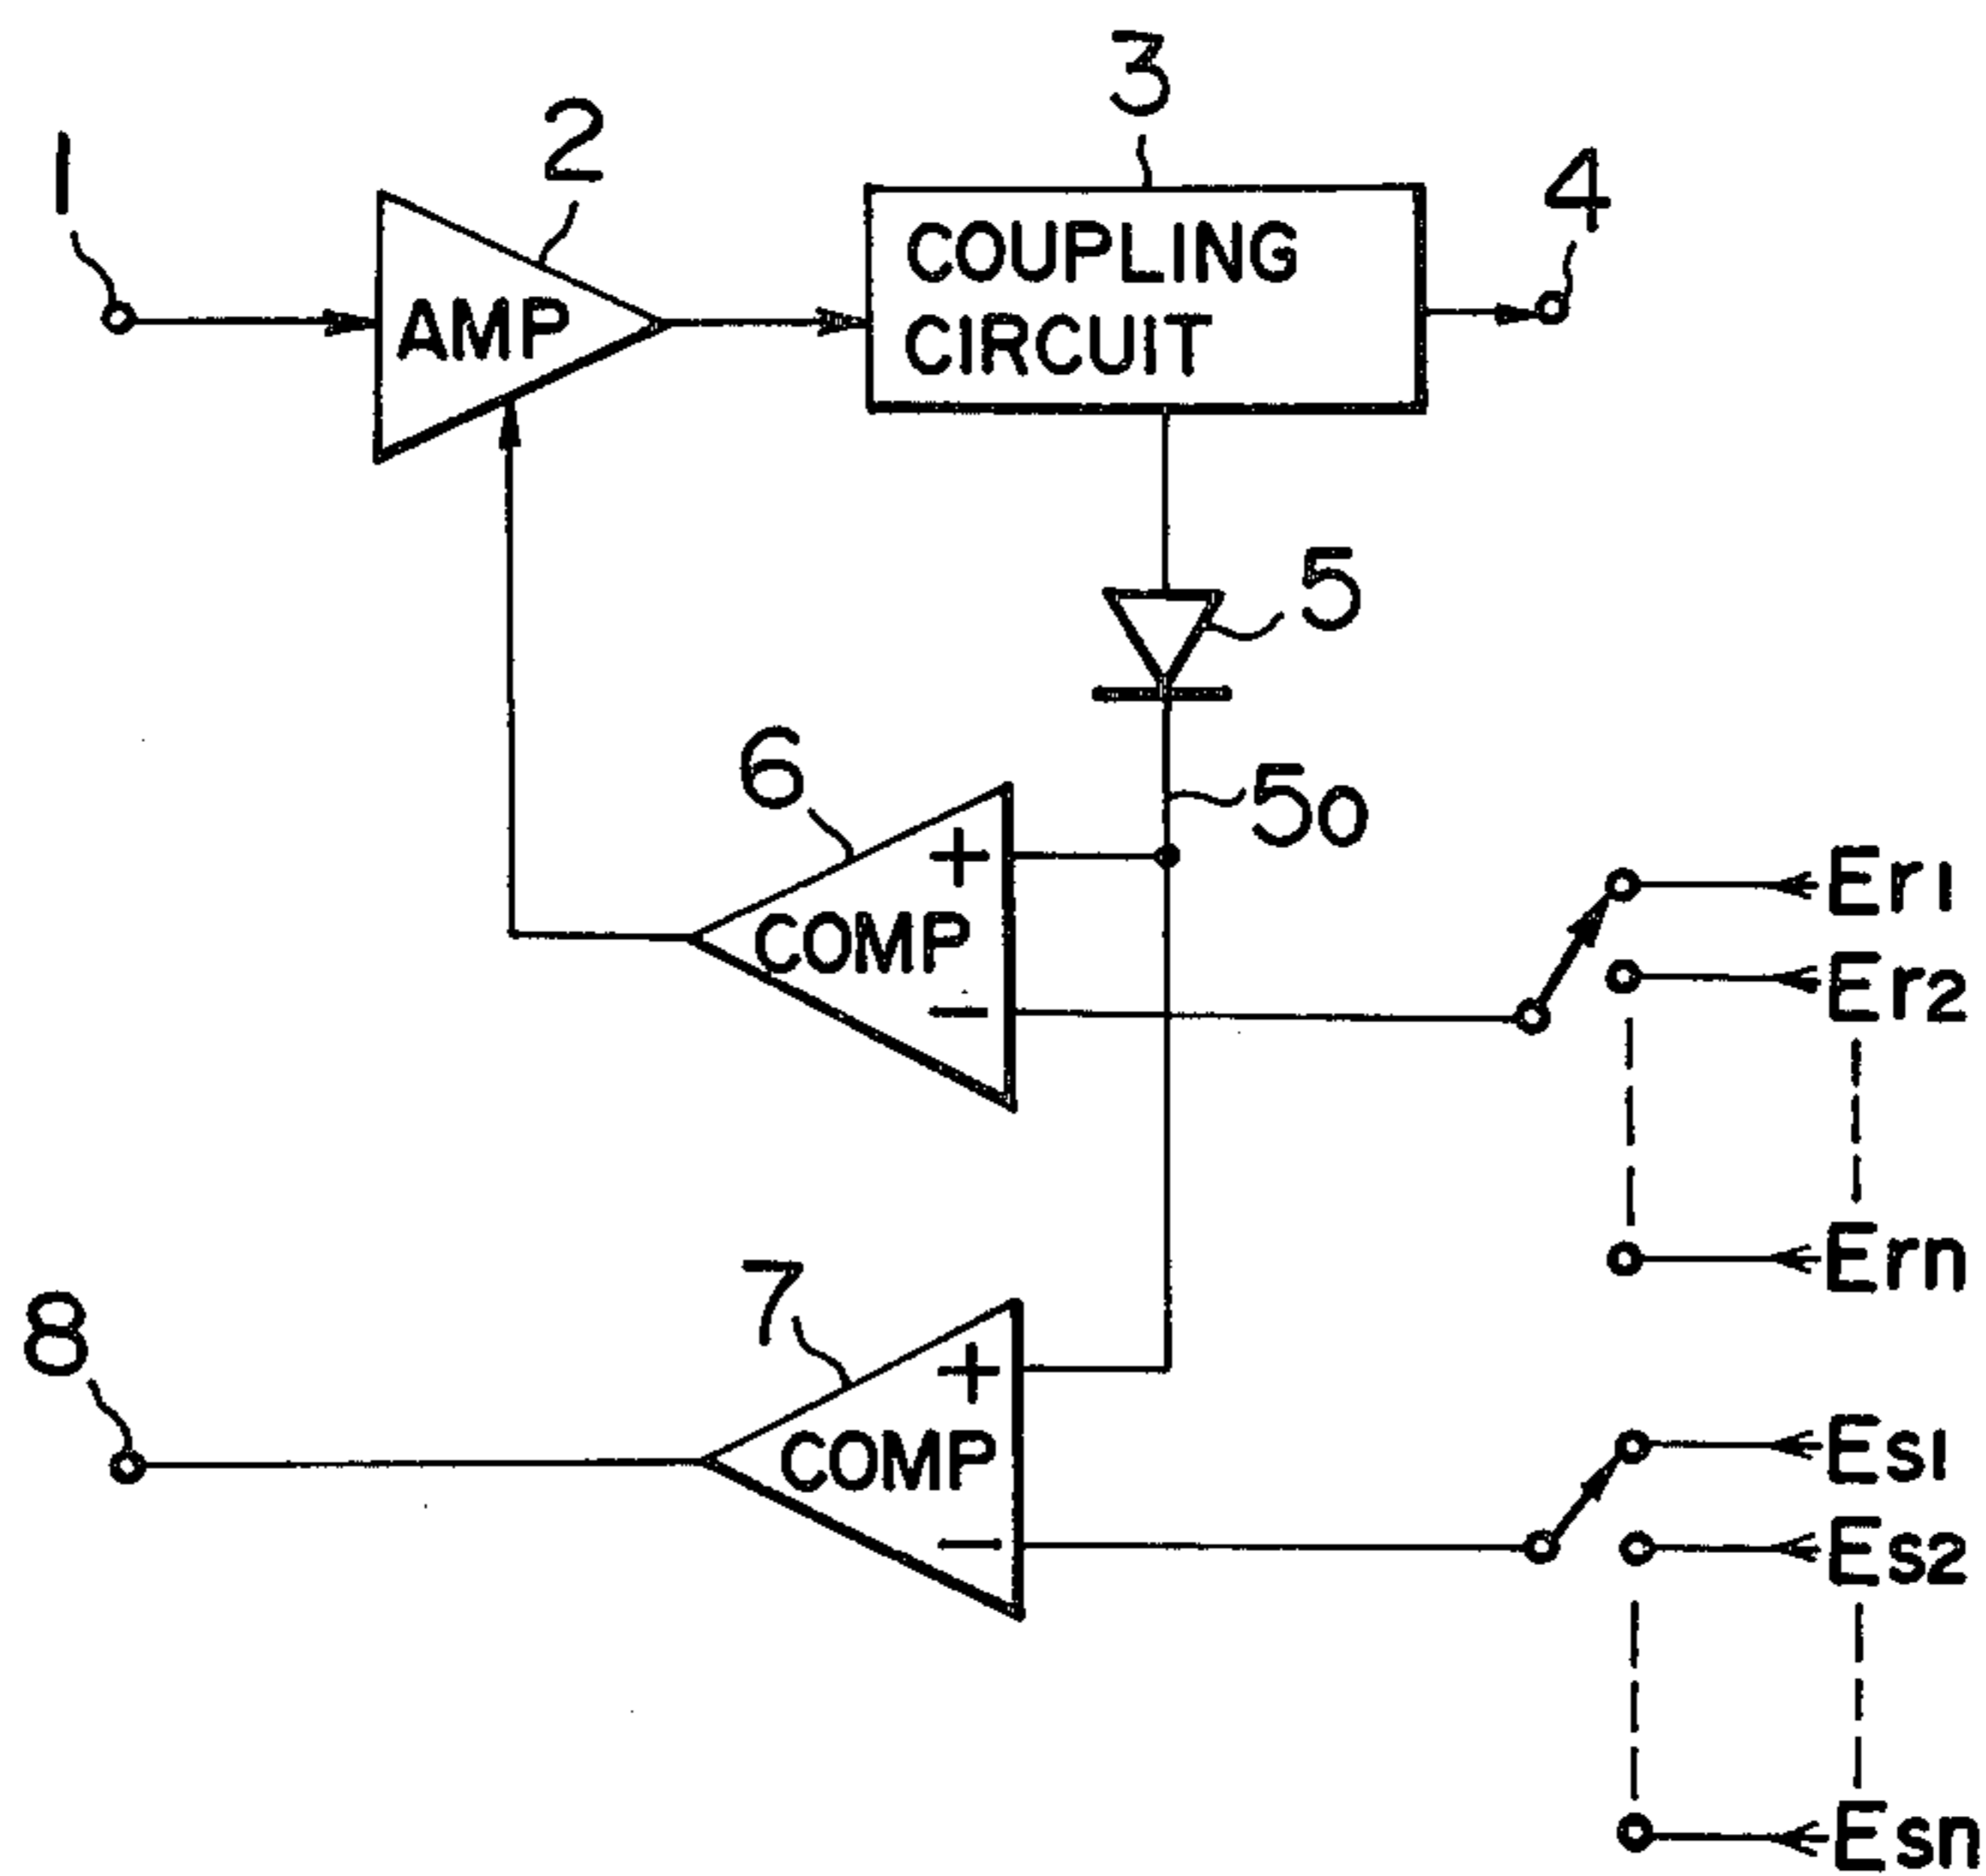 1
2
3
4
AMP
COUPLING
CIRCUIT
5
6
50
+
COMP
−
Er1
Er2
Ern
7
8
+
COMP
−
Es1
Es2
Esn